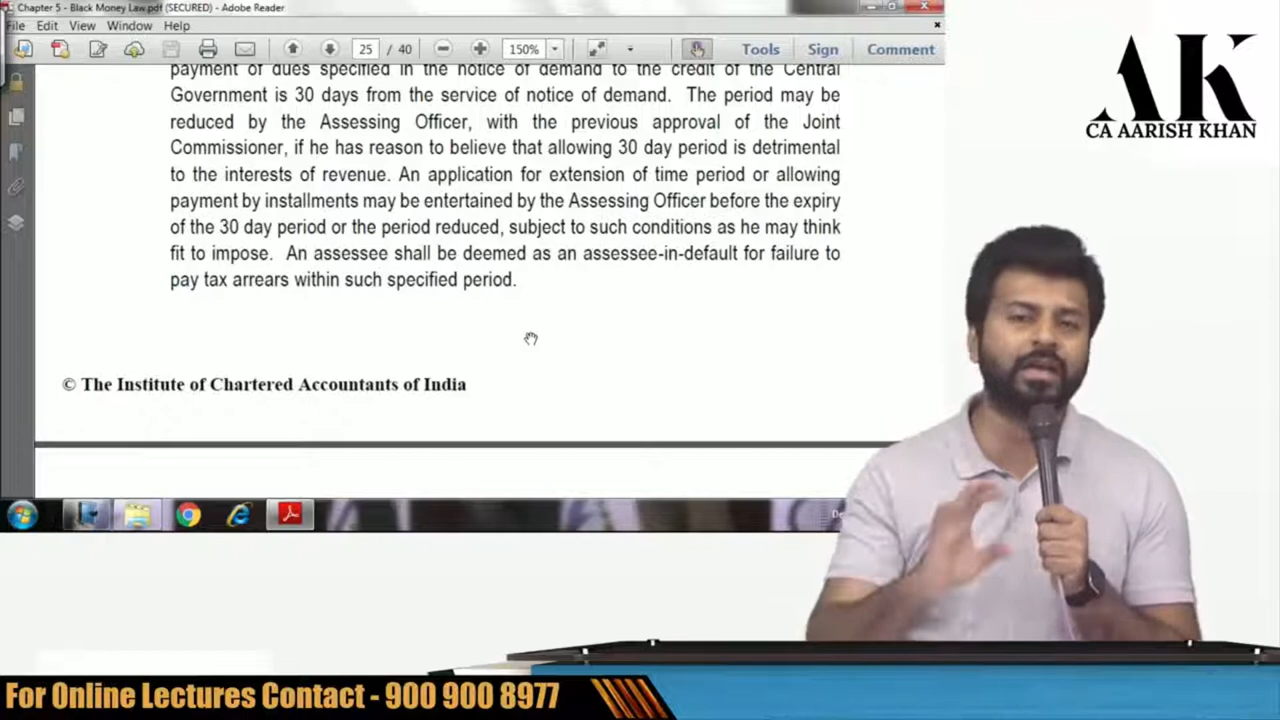 Chapter 5 - Black Money Law.pdf (SECURED) - Adobe Reader
File Edit View Window Help
25 / 40 150% Tools Sign Comment
payment of dues specified in the notice of demand to the credit of the Central
Government is 30 days from the service of notice of demand. The period may be
reduced by the Assessing Officer, with the previous approval of the Joint
Commissioner, if he has reason to believe that allowing 30 day period is detrimental
to the interests of revenue. An application for extension of time period or allowing
payment by installments may be entertained by the Assessing Officer before the expiry
of the 30 day period or the period reduced, subject to such conditions as he may think
fit to impose. An assessee shall be deemed as an assessee-in-default for failure to
pay tax arrears within such specified period.
© The Institute of Chartered Accountants of India
AK
CA AARISH KHAN
De
For Online Lectures Contact - 900 900 8977